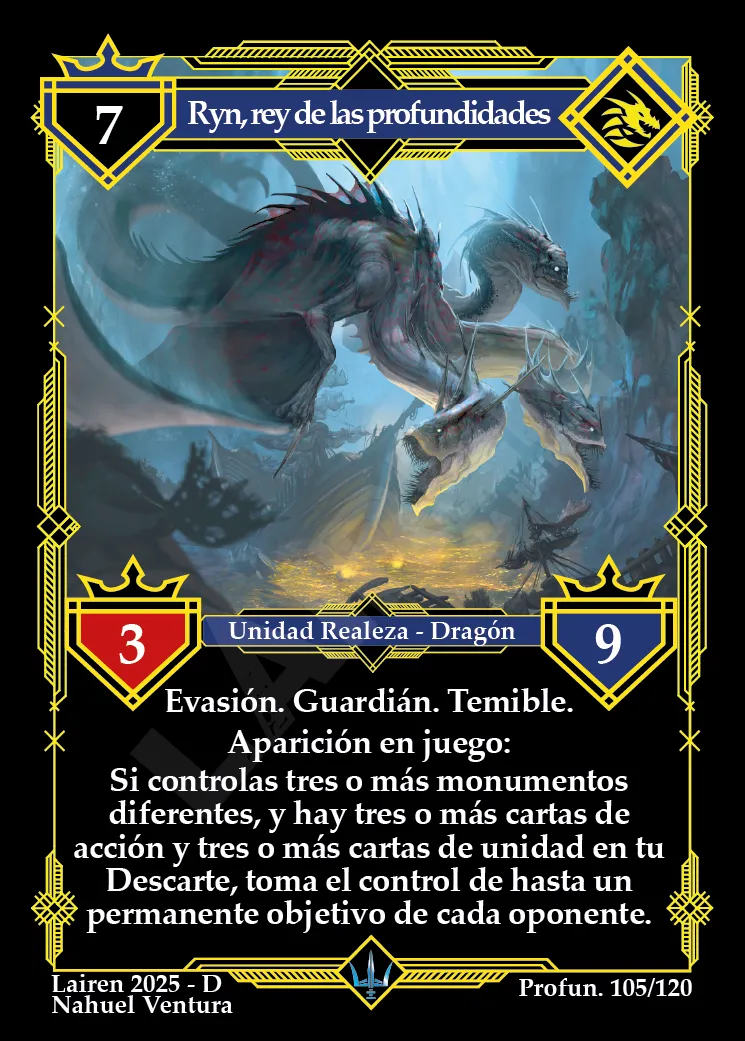 7
Ryn, rey de las profundidades
3
Unidad Realeza - Dragón
9
Evasión. Guardián. Temible.
Aparición en juego:
Si controlas tres o más monumentos
diferentes, y hay tres o más cartas de
acción y tres o más cartas de unidad en tu
Descarte, toma el control de hasta un
permanente objetivo de cada oponente.
Lairen 2025 - D
Nahuel Ventura
Profun. 105/120